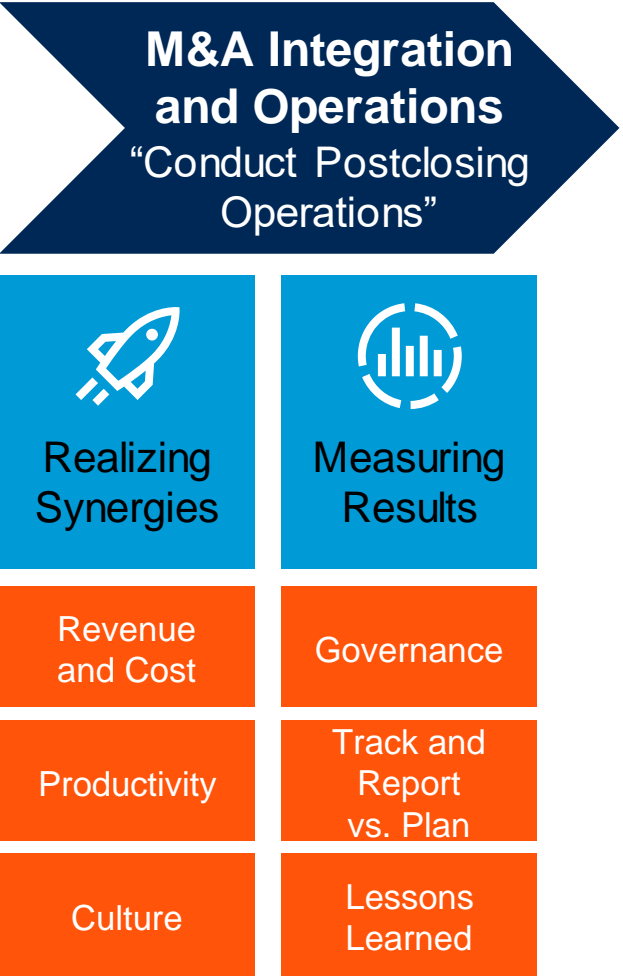 M&A Integration
and Operations
“Conduct Postclosing
Operations”
Realizing
Synergies
Measuring
Results
Revenue
and Cost
Governance
Productivity
Track and
Report
vs. Plan
Culture
Lessons
Learned